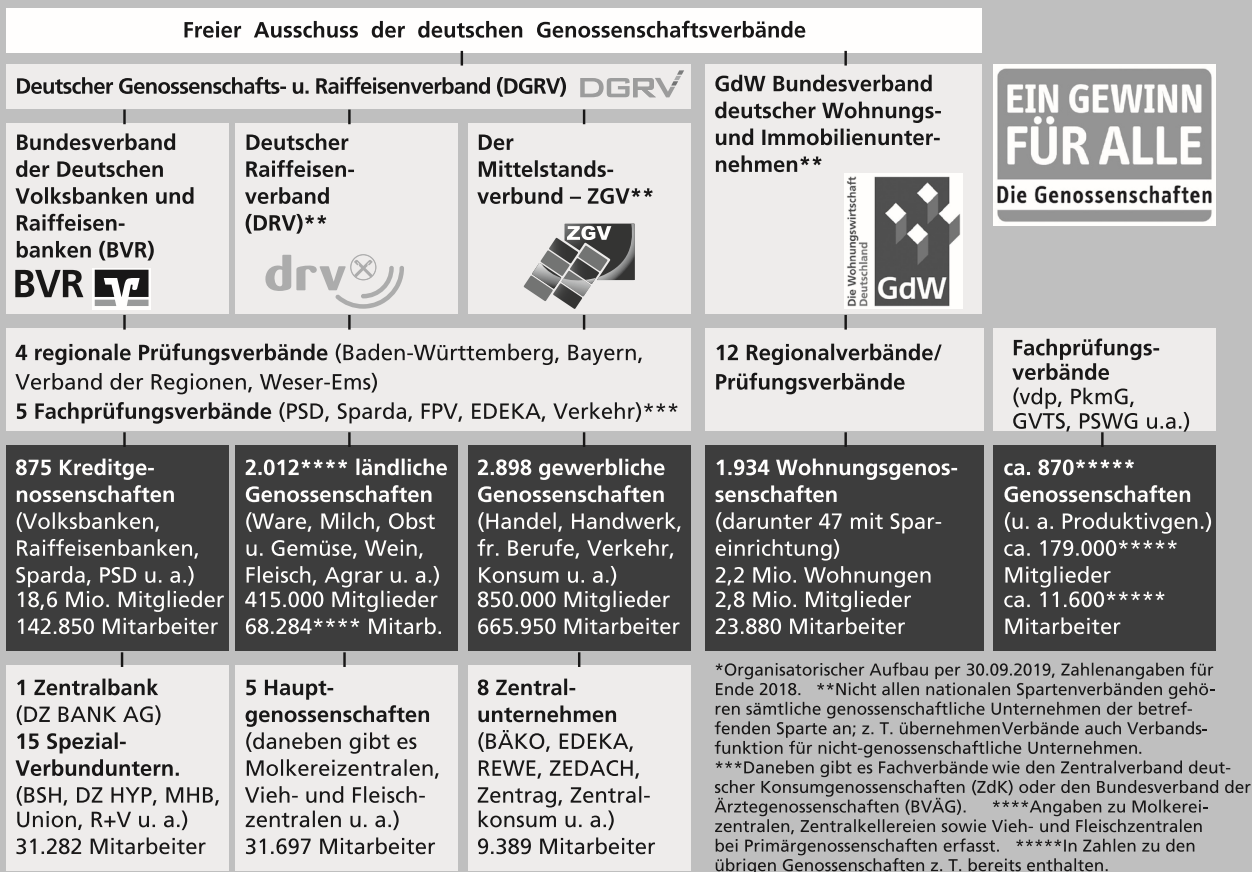 Freier Ausschuss der deutschen Genossenschaftsverbände
Deutscher Genossenschafts- u. Raiffeisenverband (DGRV) DGRV
Bundesverband
der Deutschen
Volksbanken und
Raiffeisen-
banken (BVR)
BVR
Deutscher
Raiffeisen-
verband
(DRV)**
drv
Der
Mittelstands-
verbund – ZGV**
ZGV
GdW Bundesverband
deutscher Wohnungs-
und Immobilienunter-
nehmen**
Die Wohnungswirtschaft
Deutschland
GdW
EIN GEWINN
FÜR ALLE
Die Genossenschaften
4 regionale Prüfungsverbände (Baden-Württemberg, Bayern,
Verband der Regionen, Weser-Ems)
5 Fachprüfungsverbände (PSD, Sparda, FPV, EDEKA, Verkehr)***
12 Regionalverbände/
Prüfungsverbände
Fachprüfungs-
verbände
(vdp, PkmG,
GVTS, PSWG u.a.)
875 Kreditge-
nossenschaften
(Volksbanken,
Raiffeisenbanken,
Sparda, PSD u. a.)
18,6 Mio. Mitglieder
142.850 Mitarbeiter
2.012**** ländliche
Genossenschaften
(Ware, Milch, Obst
u. Gemüse, Wein,
Fleisch, Agrar u. a.)
415.000 Mitglieder
68.284**** Mitarb.
2.898 gewerbliche
Genossenschaften
(Handel, Handwerk,
fr. Berufe, Verkehr,
Konsum u. a.)
850.000 Mitglieder
665.950 Mitarbeiter
1.934 Wohnungsgenos-
senschaften
(darunter 47 mit Spar-
einrichtung)
2,2 Mio. Wohnungen
2,8 Mio. Mitglieder
23.880 Mitarbeiter
ca. 870*****
Genossenschaften
(u. a. Produktivgen.)
ca. 179.000*****
Mitglieder
ca. 11.600*****
Mitarbeiter
1 Zentralbank
(DZ BANK AG)
15 Spezial-
Verbunduntern.
(BSH, DZ HYP, MHB,
Union, R+V u. a.)
31.282 Mitarbeiter
5 Haupt-
genossenschaften
(daneben gibt es
Molkereizentralen,
Vieh- und Fleisch-
zentralen u. a.)
31.697 Mitarbeiter
8 Zentral-
unternehmen
(BÄKO, EDEKA,
REWE, ZEDACH,
Zentrag, Zentral-
konsum u. a.)
9.389 Mitarbeiter
*Organisatorischer Aufbau per 30.09.2019, Zahlenangaben für
Ende 2018. **Nicht allen nationalen Spartenverbänden gehö-
ren sämtliche genossenschaftliche Unternehmen der betref-
fenden Sparte an; z. T. übernehmenVerbände auch Verbands-
funktion für nicht-genossenschaftliche Unternehmen.
***Daneben gibt es Fachverbände wie den Zentralverband deut-
scher Konsumgenossenschaften (ZdK) oder den Bundesverband der
Ärztegenossenschaften (BVÄG). ****Angaben zu Molkerei-
zentralen, Zentralkellereien sowie Vieh- und Fleischzentralen
bei Primärgenossenschaften erfasst. *****In Zahlen zu den
übrigen Genossenschaften z. T. bereits enthalten.